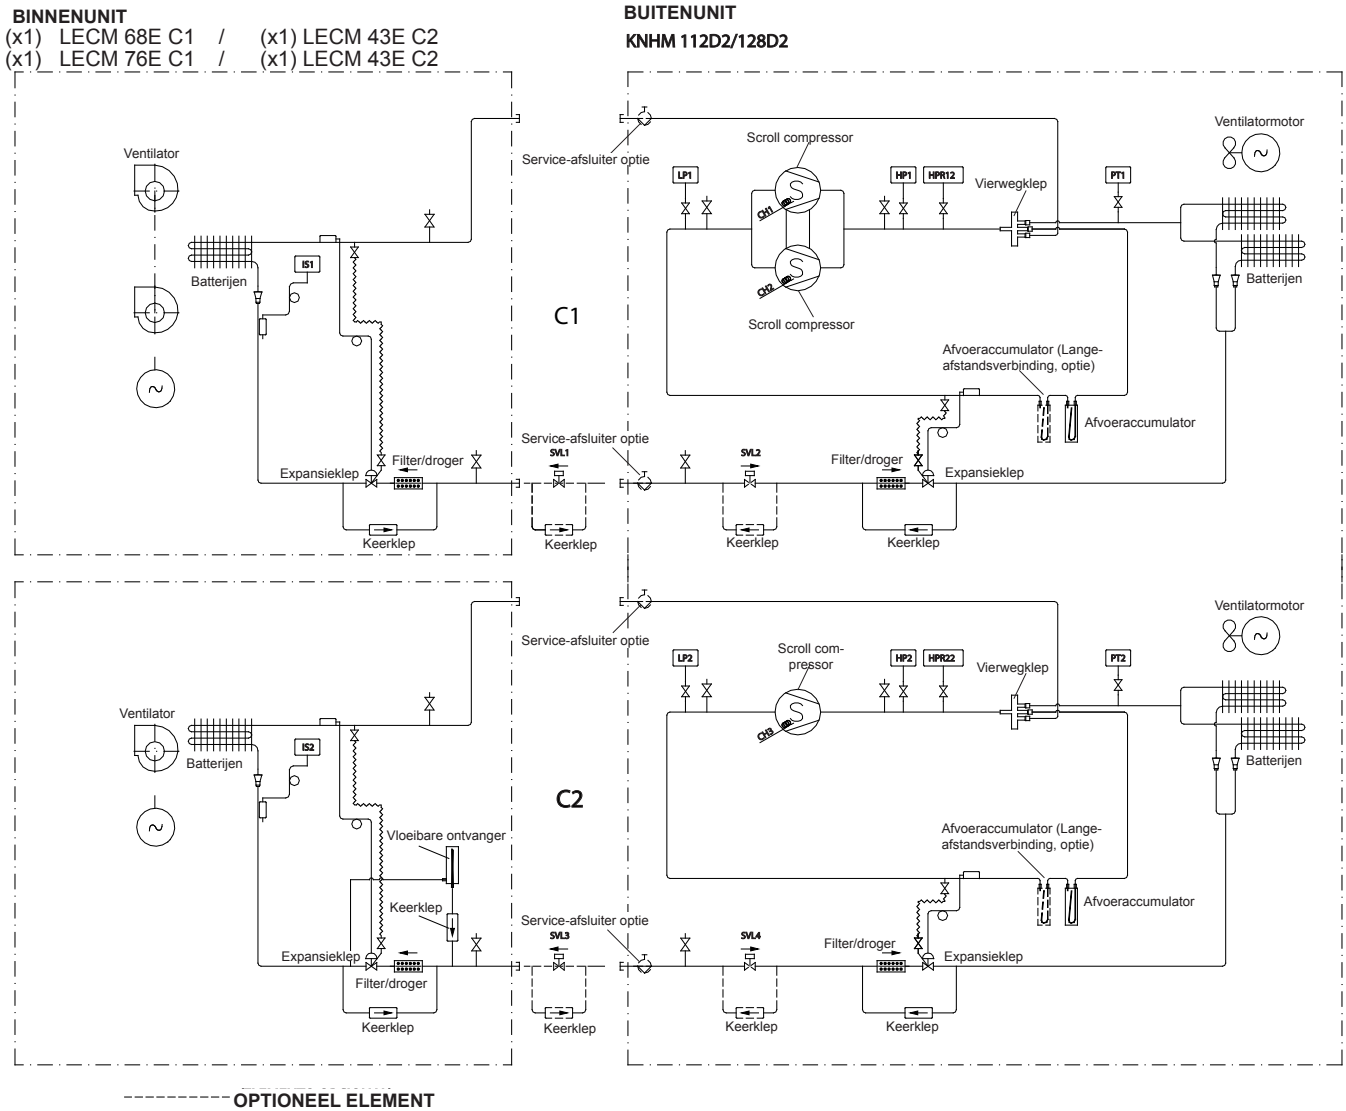 BINNENUNIT
(x1) LECM 68E C1 / (x1) LECM 43E C2
(x1) LECM 76E C1 / (x1) LECM 43E C2
BUITENUNIT
KNHM 112D2/128D2
Ventilator
Batterijen
IS1
Service-afsluiter optie
C1
Scroll compressor
LP1
CH1
CH2
Scroll compressor
HP1
HPR12
Vierwegklep
PT1
Ventilatormotor
Batterijen
Afvoeraccumulator (Lange-
afstandsverbinding, optie)
Afvoeraccumulator
Expansieklep
Filter/droger
Keerklep
Service-afsluiter optie
SVL1
Keerklep
SVL2
Keerklep
Filter/droger
Expansieklep
Keerklep
Ventilator
Batterijen
IS2
Vloeibare ontvanger
Keerklep
Expansieklep
Filter/droger
Keerklep
Service-afsluiter optie
C2
Service-afsluiter optie
SVL3
Keerklep
LP2
Scroll com-
pressor
CH3
HP2
HPR22
Vierwegklep
PT2
Ventilatormotor
Batterijen
Afvoeraccumulator (Lange-
afstandsverbinding, optie)
Afvoeraccumulator
SVL4
Keerklep
Filter/droger
Expansieklep
Keerklep
OPTIONEEL ELEMENT